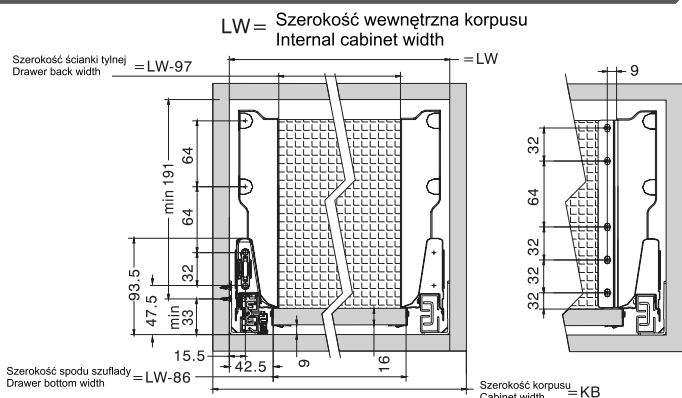 LW= Szerokość wewnętrzna korpusu
Internal cabinet width
Szerokość ścianki tylnej
Drawer back width =LW-97
=LW
9
64
64
32
min 191
93.5
47.5
min 33
15.5
42.5
9
16
32
64
32
32
32
Szerokość spodu szuflady
Drawer bottom width =LW-86
Szerokość korpusu
Cabinet width =KB